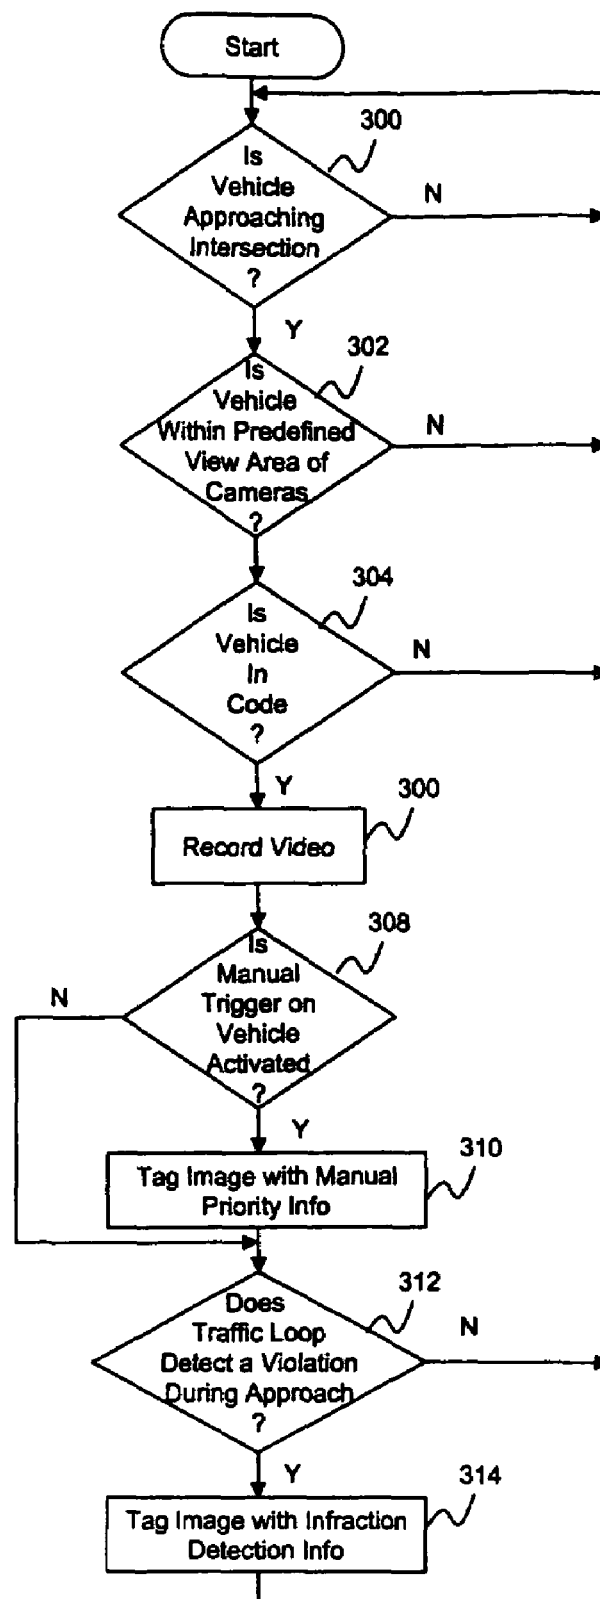 Start
300
Is
Vehicle
Approaching
Intersection
?
N
Y
302
Is
Vehicle
Within Predefined
View Area of
Cameras
?
N
304
Is
Vehicle
In
Code
?
N
Y
300
Record Video
308
Is
Manual
Trigger on
Vehicle
Activated
?
N
Y
310
Tag Image with Manual
Priority Info
312
Does
Traffic Loop
Detect a Violation
During Approach
?
N
Y
314
Tag Image with Infraction
Detection Info